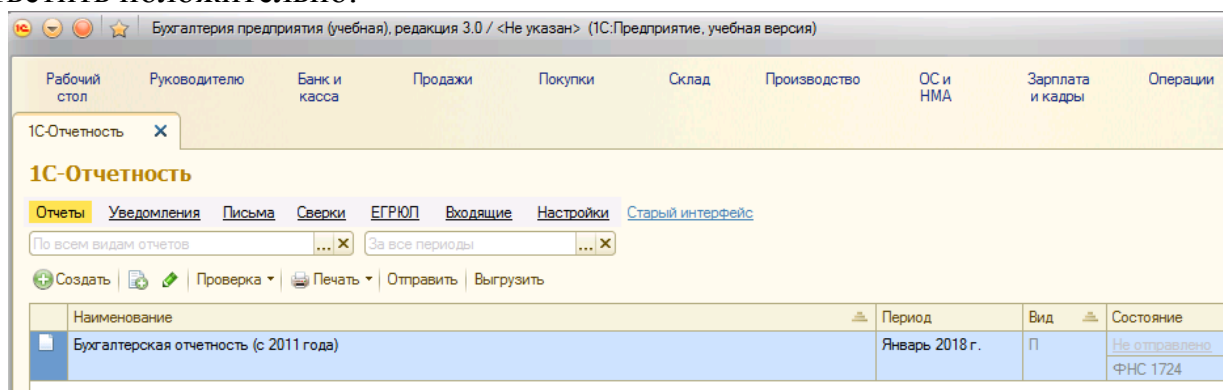 ответить положительно.
1С Бухгалтерия предприятия (учебная), редакция 3.0 / <Не указан> (1С:Предприятие, учебная версия)
Рабочий стол Руководителю Банк и касса Продажи Покупки Склад Производство ОС и НМА Зарплата и кадры Операции
1С-Отчетность
1С-Отчетность
Отчеты Уведомления Письма Сверки ЕГРЮЛ Входящие Настройки Старый интерфейс
По всем видам отчетов ... За все периоды ...
Создать Проверка Печать Отправить Выгрузить
Наименование Период Вид Состояние
Бухгалтерская отчетность (с 2011 года) Январь 2018 г. П Не отправлено
ФНС 1724